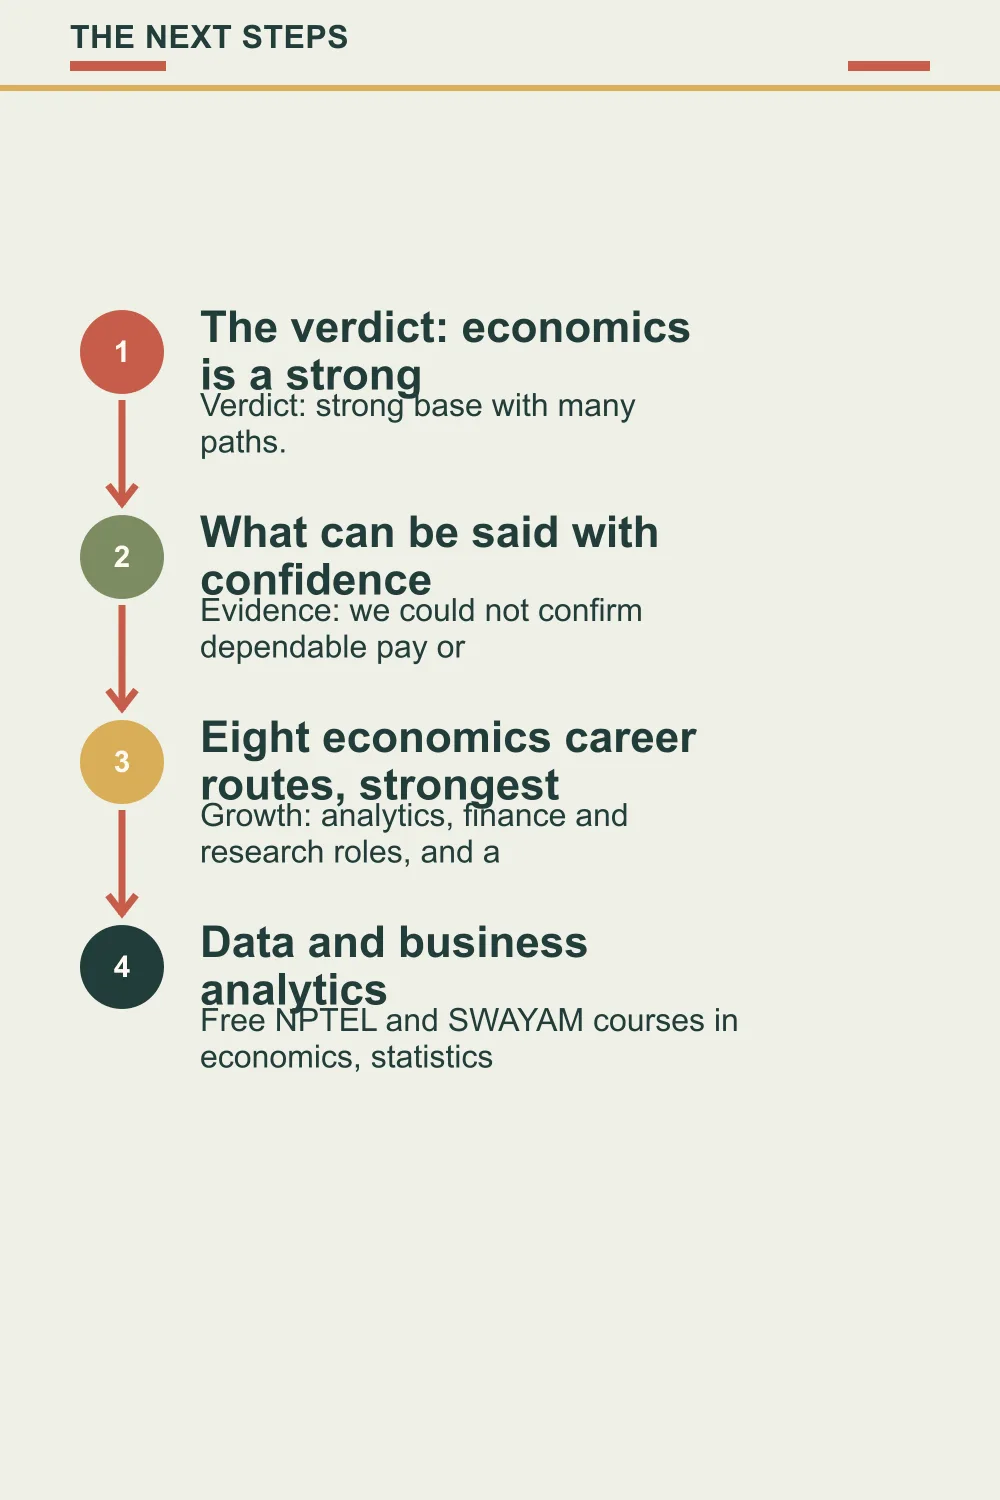 THE NEXT STEPS
1
The verdict: economics
is a strong
Verdict: strong base with many
paths.
2
What can be said with
confidence
Evidence: we could not confirm
dependable pay or
3
Eight economics career
routes, strongest
Growth: analytics, finance and
research roles, and a
4
Data and business
analytics
Free NPTEL and SWAYAM courses in
economics, statistics